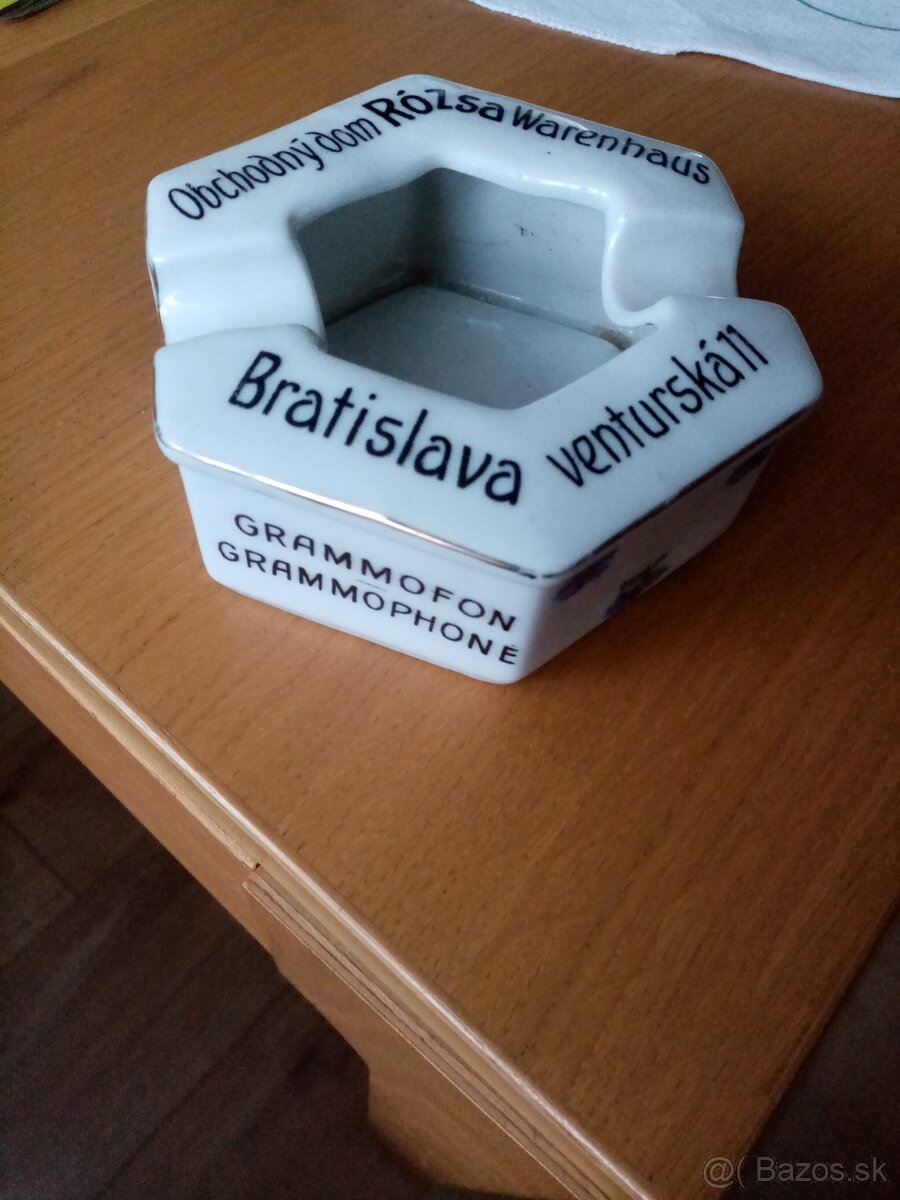 Obchodný dom Rózsa Warenhaus
Bratislava venturská 11
GRAMMOFON
GRAMMOPHONE
@( Bazos.sk